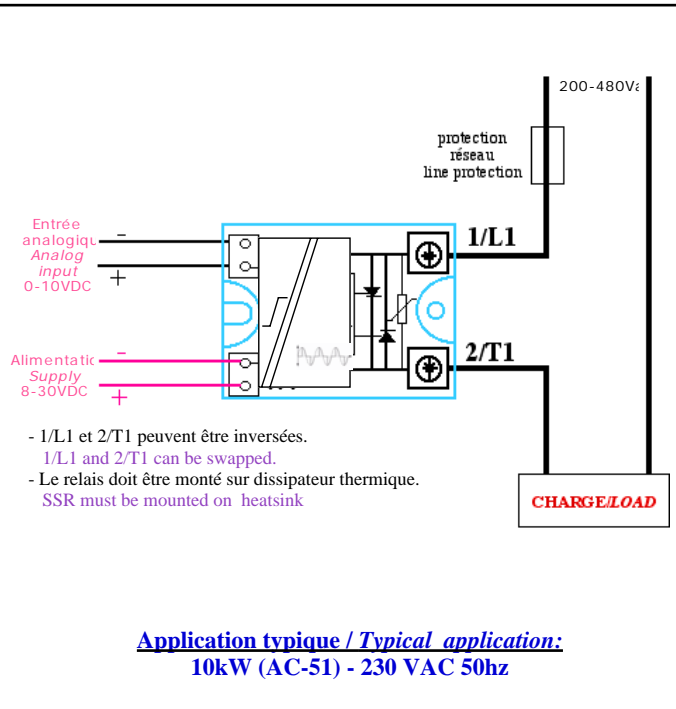 200-480Va
protection
réseau
line protection
Entrée
analogiqu
Analog
input
0-10VDC
−
+
1/L1
Alimentatic
Supply
8-30VDC
−
+
2/T1
- 1/L1 et 2/T1 peuvent être inversées.
1/L1 and 2/T1 can be swapped.
- Le relais doit être monté sur dissipateur thermique.
SSR must be mounted on heatsink
CHARGE/LOAD
Application typique / Typical application:
10kW (AC-51) - 230 VAC 50hz